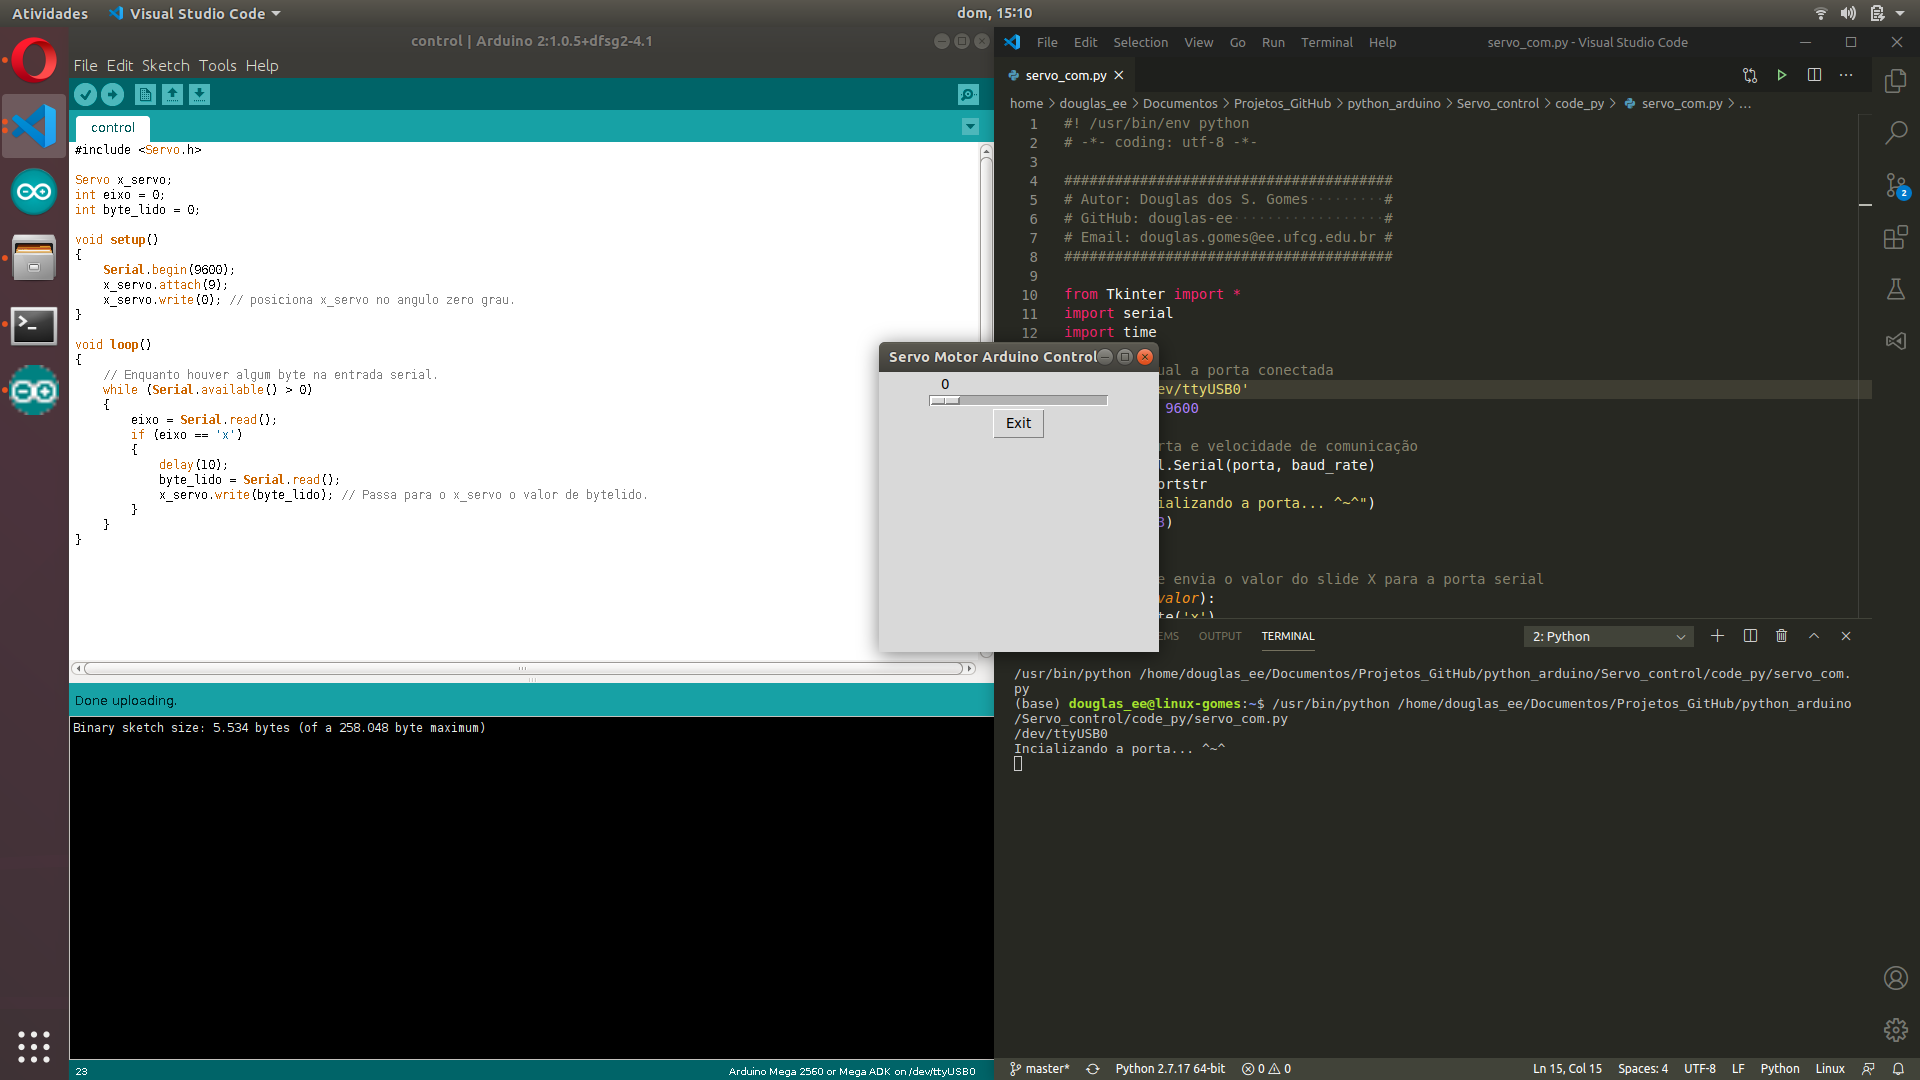 Atividades
Visual Studio Code
dom, 15:10
control | Arduino 2:1.0.5+dfsg2-4.1
File Edit Sketch Tools Help
control
#include <Servo.h>
Servo x_servo;
int eixo = 0;
int byte_lido = 0;
void setup()
{
Serial.begin(9600);
x_servo.attach(9);
x_servo.write(0); // posiciona x_servo no angulo zero grau.
}
void loop()
{
// Enquanto houver algum byte na entrada serial.
while (Serial.available() > 0)
{
eixo = Serial.read();
if (eixo == 'x')
{
delay(10);
byte_lido = Serial.read();
x_servo.write(byte_lido); // Passa para o x_servo o valor de bytelido.
}
}
}
Done uploading.
Binary sketch size: 5.534 bytes (of a 258.048 byte maximum)
23
Arduino Mega 2560 or Mega ADK on /dev/ttyUSB0
Servo Motor Arduino Control
0
Exit
File Edit Selection View Go Run Terminal Help
servo_com.py - Visual Studio Code
servo_com.py
home > douglas_ee > Documentos > Projetos_GitHub > python_arduino > Servo_control > code_py > servo_com.py > ...
1 #! /usr/bin/env python
2 # -*- coding: utf-8 -*-
3
4 #######################################
5 # Autor: Douglas dos S. Gomes·········#
6 # GitHub: douglas-ee··················#
7 # Email: douglas.gomes@ee.ufcg.edu.br #
8 #######################################
9
10 from Tkinter import *
11 import serial
12 import time
ual a porta conectada
ev/ttyUSB0'
9600
rta e velocidade de comunicação
l.Serial(porta, baud_rate)
ortstr
ializando a porta... ^~^")
3)
e envia o valor do slide X para a porta serial
valor):
te('x')
EMS OUTPUT TERMINAL
2: Python
/usr/bin/python /home/douglas_ee/Documentos/Projetos_GitHub/python_arduino/Servo_control/code_py/servo_com.
py
(base) douglas_ee@linux-gomes:~$ /usr/bin/python /home/douglas_ee/Documentos/Projetos_GitHub/python_arduino
/Servo_control/code_py/servo_com.py
/dev/ttyUSB0
Incializando a porta... ^~^
2
master* Python 2.7.17 64-bit 0 0 Ln 15, Col 15 Spaces: 4 UTF-8 LF Python Linux